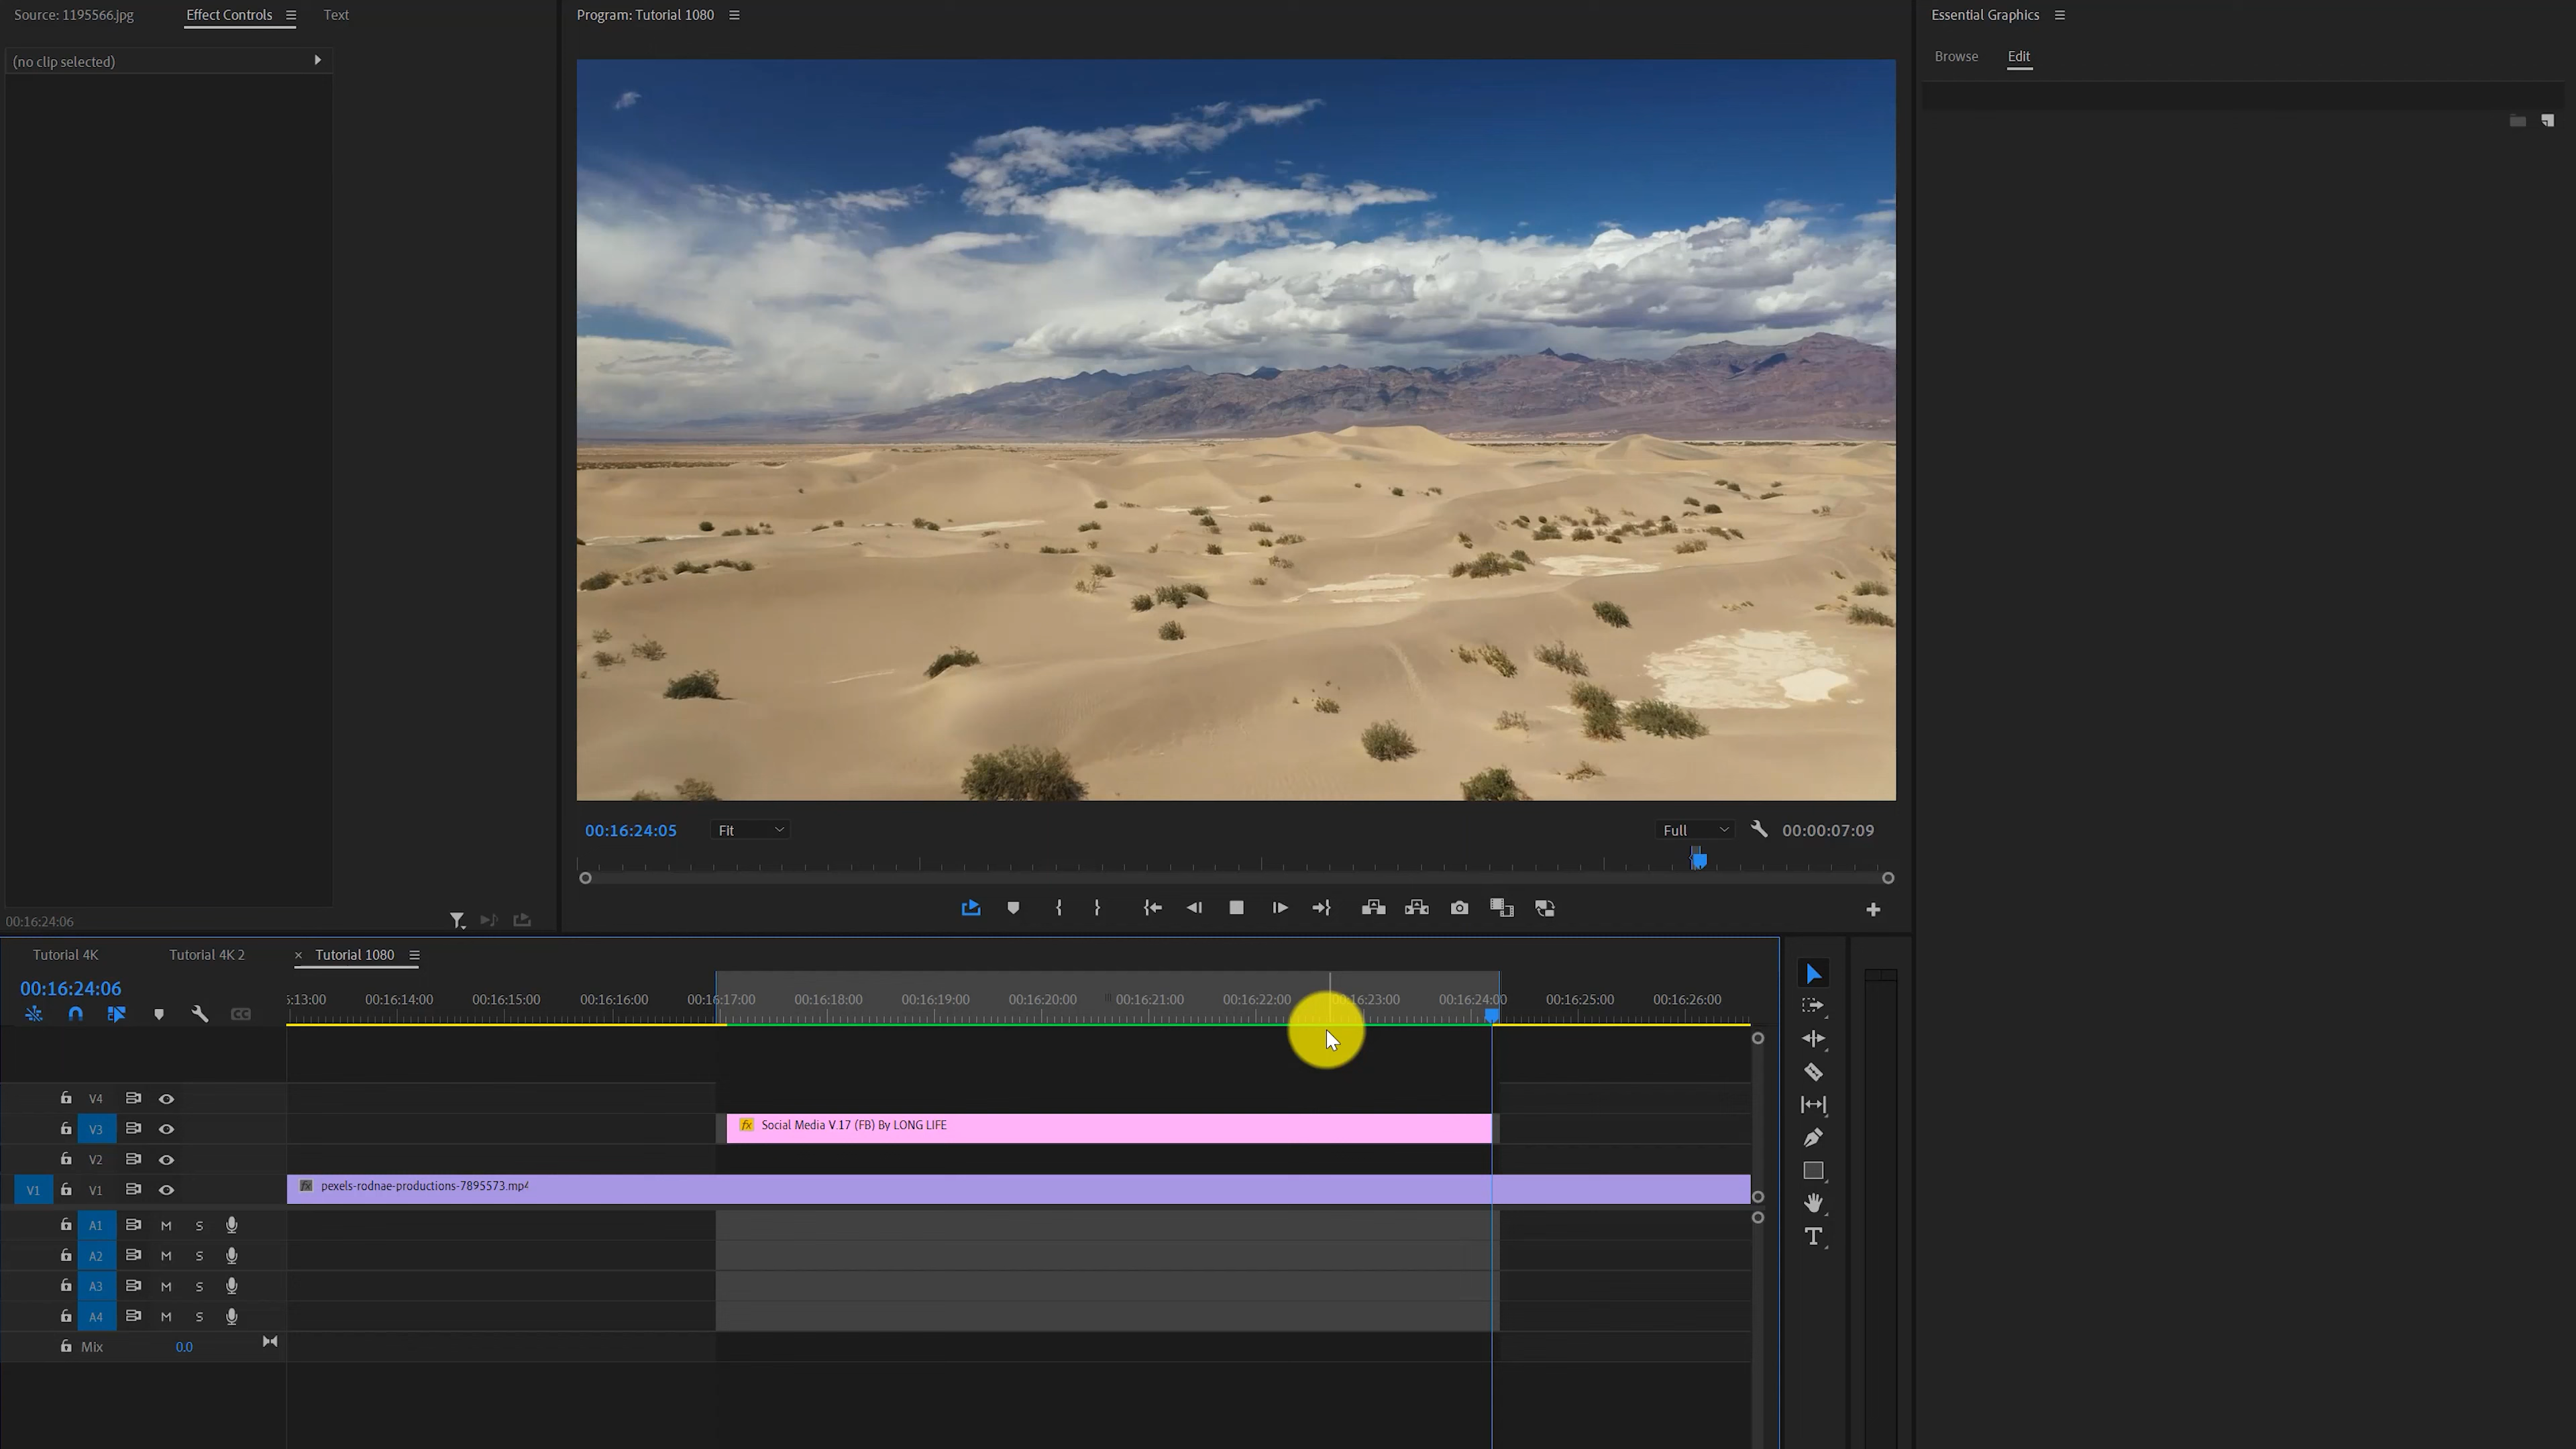 Source: 1195566.jpg
Effect Controls
Text
Program: Tutorial 1080
Essential Graphics
(no clip selected)
Browse
Edit
00:16:24:05
Fit
Full
00:00:07:09
00:16:24:06
Tutorial 4K
Tutorial 4K 2
× Tutorial 1080
00:16:24:06
CC
5:13:00 00:16:14:00 00:16:15:00 00:16:16:00 00:16:17:00 00:16:18:00 00:16:19:00 00:16:20:00 00:16:21:00 00:16:22:00 00:16:23:00 00:16:24:00 00:16:25:00 00:16:26:00
V4
V3
fx Social Media V.17 (FB) By LONG LIFE
V2
V1 V1
fx pexels-rodnae-productions-7895573.mp4
A1 M S
A2 M S
A3 M S
A4 M S
Mix 0.0
T